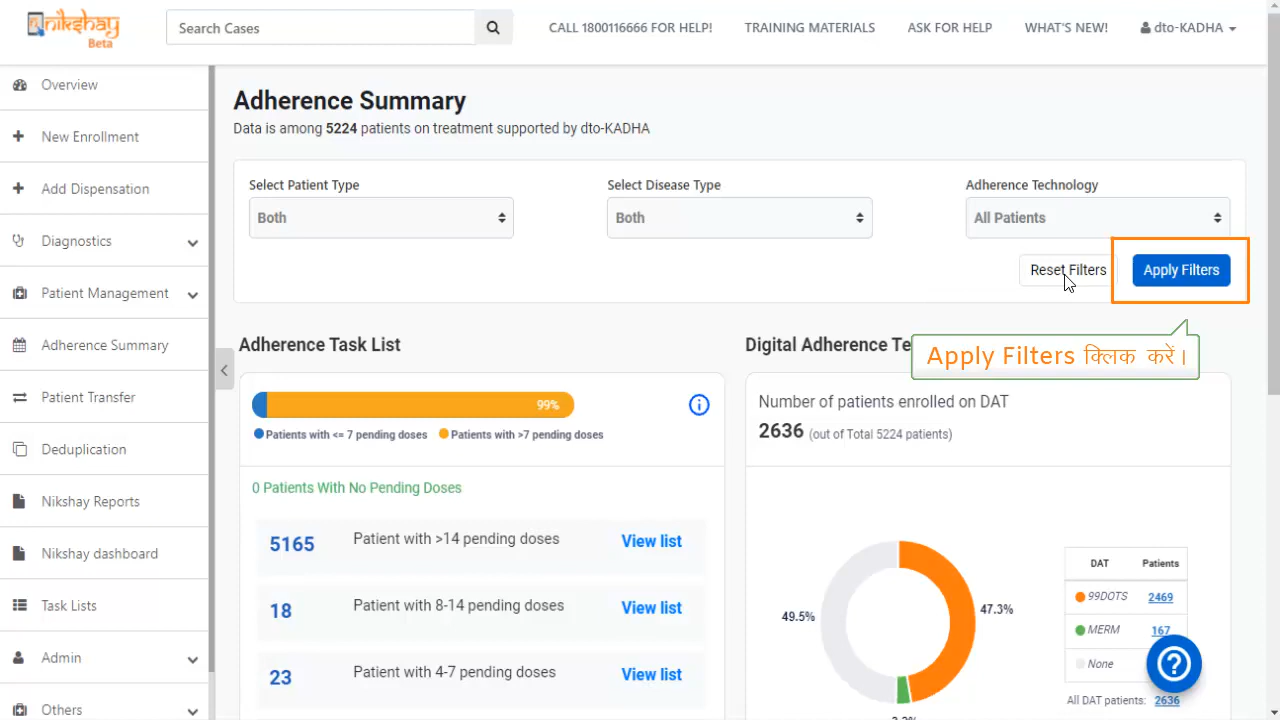 nikshay
Beta
Search Cases
CALL 1800116666 FOR HELP!
TRAINING MATERIALS
ASK FOR HELP
WHAT'S NEW!
dto-KADHA
Overview
New Enrollment
Add Dispensation
Diagnostics
Patient Management
Adherence Summary
Patient Transfer
Deduplication
Nikshay Reports
Nikshay dashboard
Task Lists
Admin
Others
Adherence Summary
Data is among 5224 patients on treatment supported by dto-KADHA
Select Patient Type
Both
Select Disease Type
Both
Adherence Technology
All Patients
Reset Filters
Apply Filters
Apply Filters क्लिक करें।
Adherence Task List
99%
Patients with <= 7 pending doses
Patients with >7 pending doses
0 Patients With No Pending Doses
5165 Patient with >14 pending doses View list
18 Patient with 8-14 pending doses View list
23 Patient with 4-7 pending doses View list
Digital Adherence Te
Number of patients enrolled on DAT
2636 (out of Total 5224 patients)
49.5%
47.3%
DAT Patients
99DOTS 2469
MERM 167
None
All DAT patients: 2636